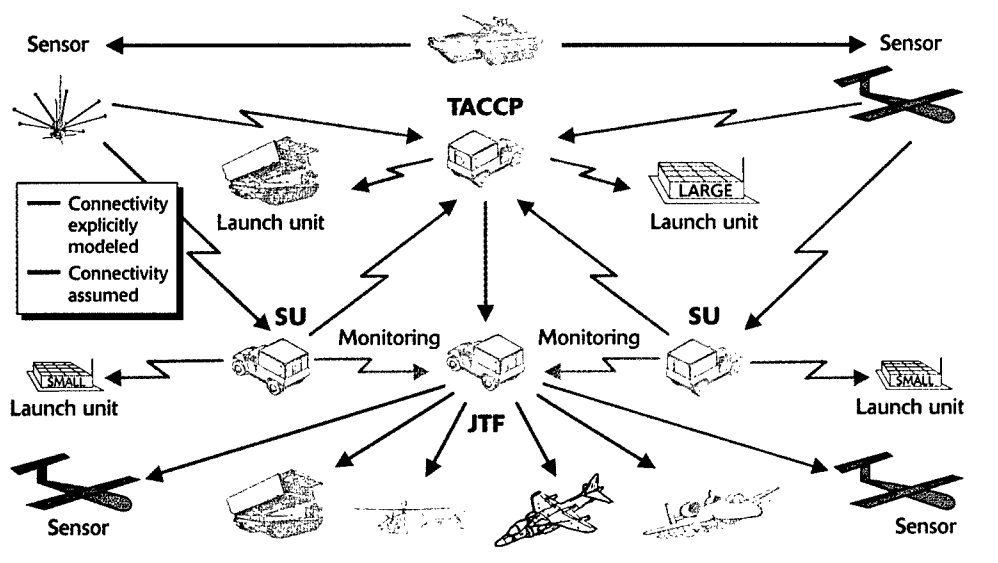 Sensor
Sensor
TACCP
LARGE
Launch unit
Launch unit
Connectivity
explicitly
modeled
Connectivity
assumed
SU
SU
Monitoring
Monitoring
SMALL
SMALL
Launch unit
Launch unit
JTF
Sensor
Sensor